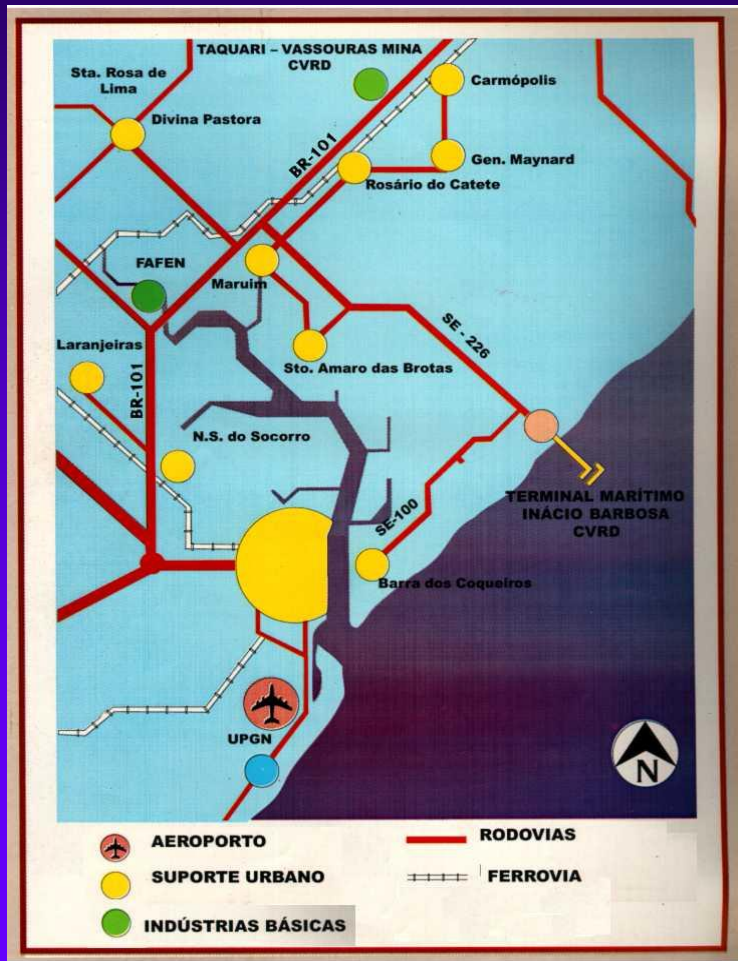 TAQUARI – VASSOURAS MINA
CVRD
Sta. Rosa de
Lima
Carmópolis
Divina Pastora
BR-101
Gen. Maynard
Rosário do Catete
FAFEN
Maruim
SE - 226
Laranjeiras
Sto. Amaro das Brotas
BR-101
N.S. do Socorro
TERMINAL MARÍTIMO
INÁCIO BARBOSA
CVRD
SE-100
Barra dos Coqueiros
UPGN
N
AEROPORTO
RODOVIAS
SUPORTE URBANO
FERROVIA
INDÚSTRIAS BÁSICAS